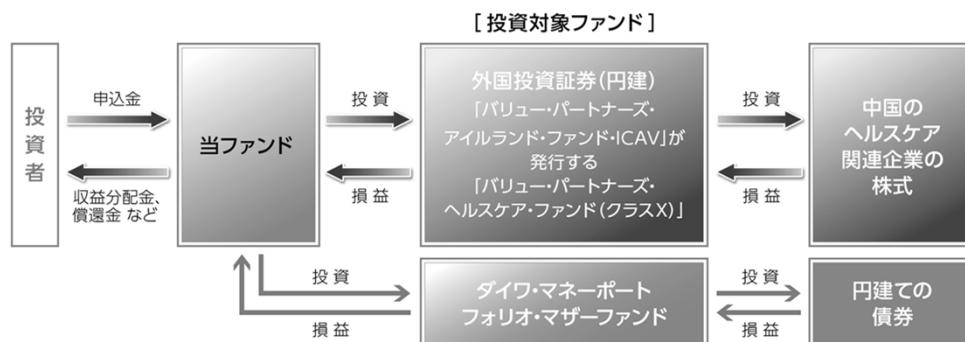 [ 投資対象ファンド ]
投資者
申込金
収益分配金、
償還金 など
当ファンド
投 資
損 益
外国投資証券（円建）
「バリュー・パートナーズ・
アイルランド・ファンド・ICAV」が
発行する
「バリュー・パートナーズ・
ヘルスケア・ファンド（クラスX）」
投 資
損 益
中国の
ヘルスケア
関連企業の
株式
投 資
損 益
ダイワ・マネーポート
フォリオ・マザーファンド
投 資
損 益
円建ての
債券